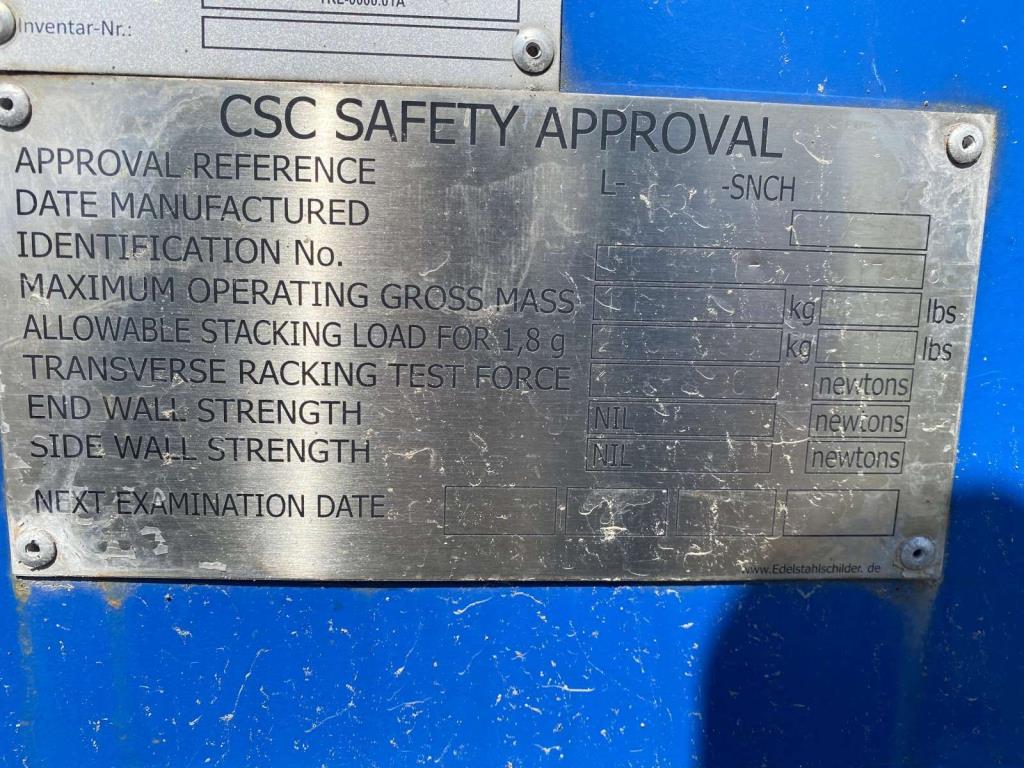 Inventar-Nr.:
CSC SAFETY APPROVAL
APPROVAL REFERENCE L- -SNCH
DATE MANUFACTURED
IDENTIFICATION No.
MAXIMUM OPERATING GROSS MASS kg lbs
ALLOWABLE STACKING LOAD FOR 1,8 g kg lbs
TRANSVERSE RACKING TEST FORCE newtons
END WALL STRENGTH NIL newtons
SIDE WALL STRENGTH NIL newtons
NEXT EXAMINATION DATE
www.Edelstahlschilder.de